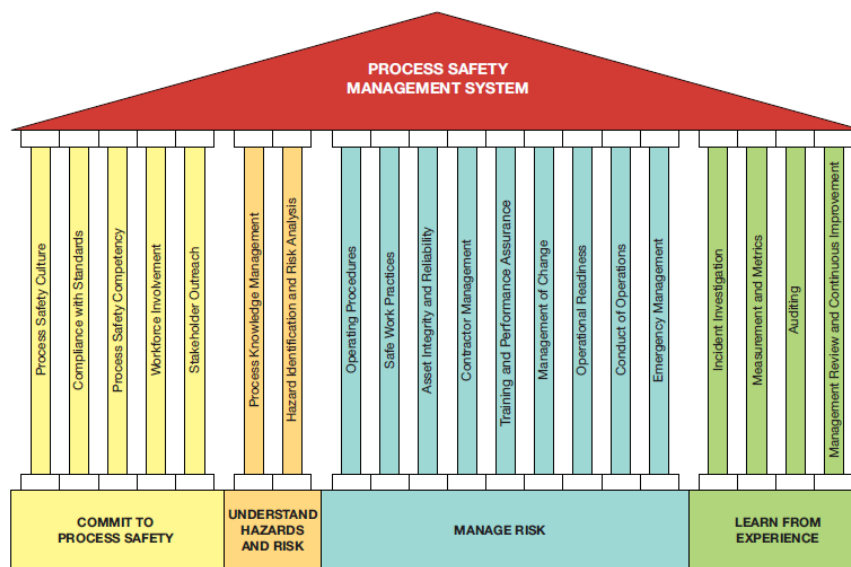 PROCESS SAFETY
MANAGEMENT SYSTEM
Process Safety Culture
Compliance with Standards
Process Safety Competency
Workforce Involvement
Stakeholder Outreach
Process Knowledge Management
Hazard Identification and Risk Analysis
Operating Procedures
Safe Work Practices
Asset Integrity and Reliability
Contractor Management
Training and Performance Assurance
Management of Change
Operational Readiness
Conduct of Operations
Emergency Management
Incident Investigation
Measurement and Metrics
Auditing
Management Review and Continuous Improvement
COMMIT TO
PROCESS SAFETY
UNDERSTAND
HAZARDS
AND RISK
MANAGE RISK
LEARN FROM
EXPERIENCE